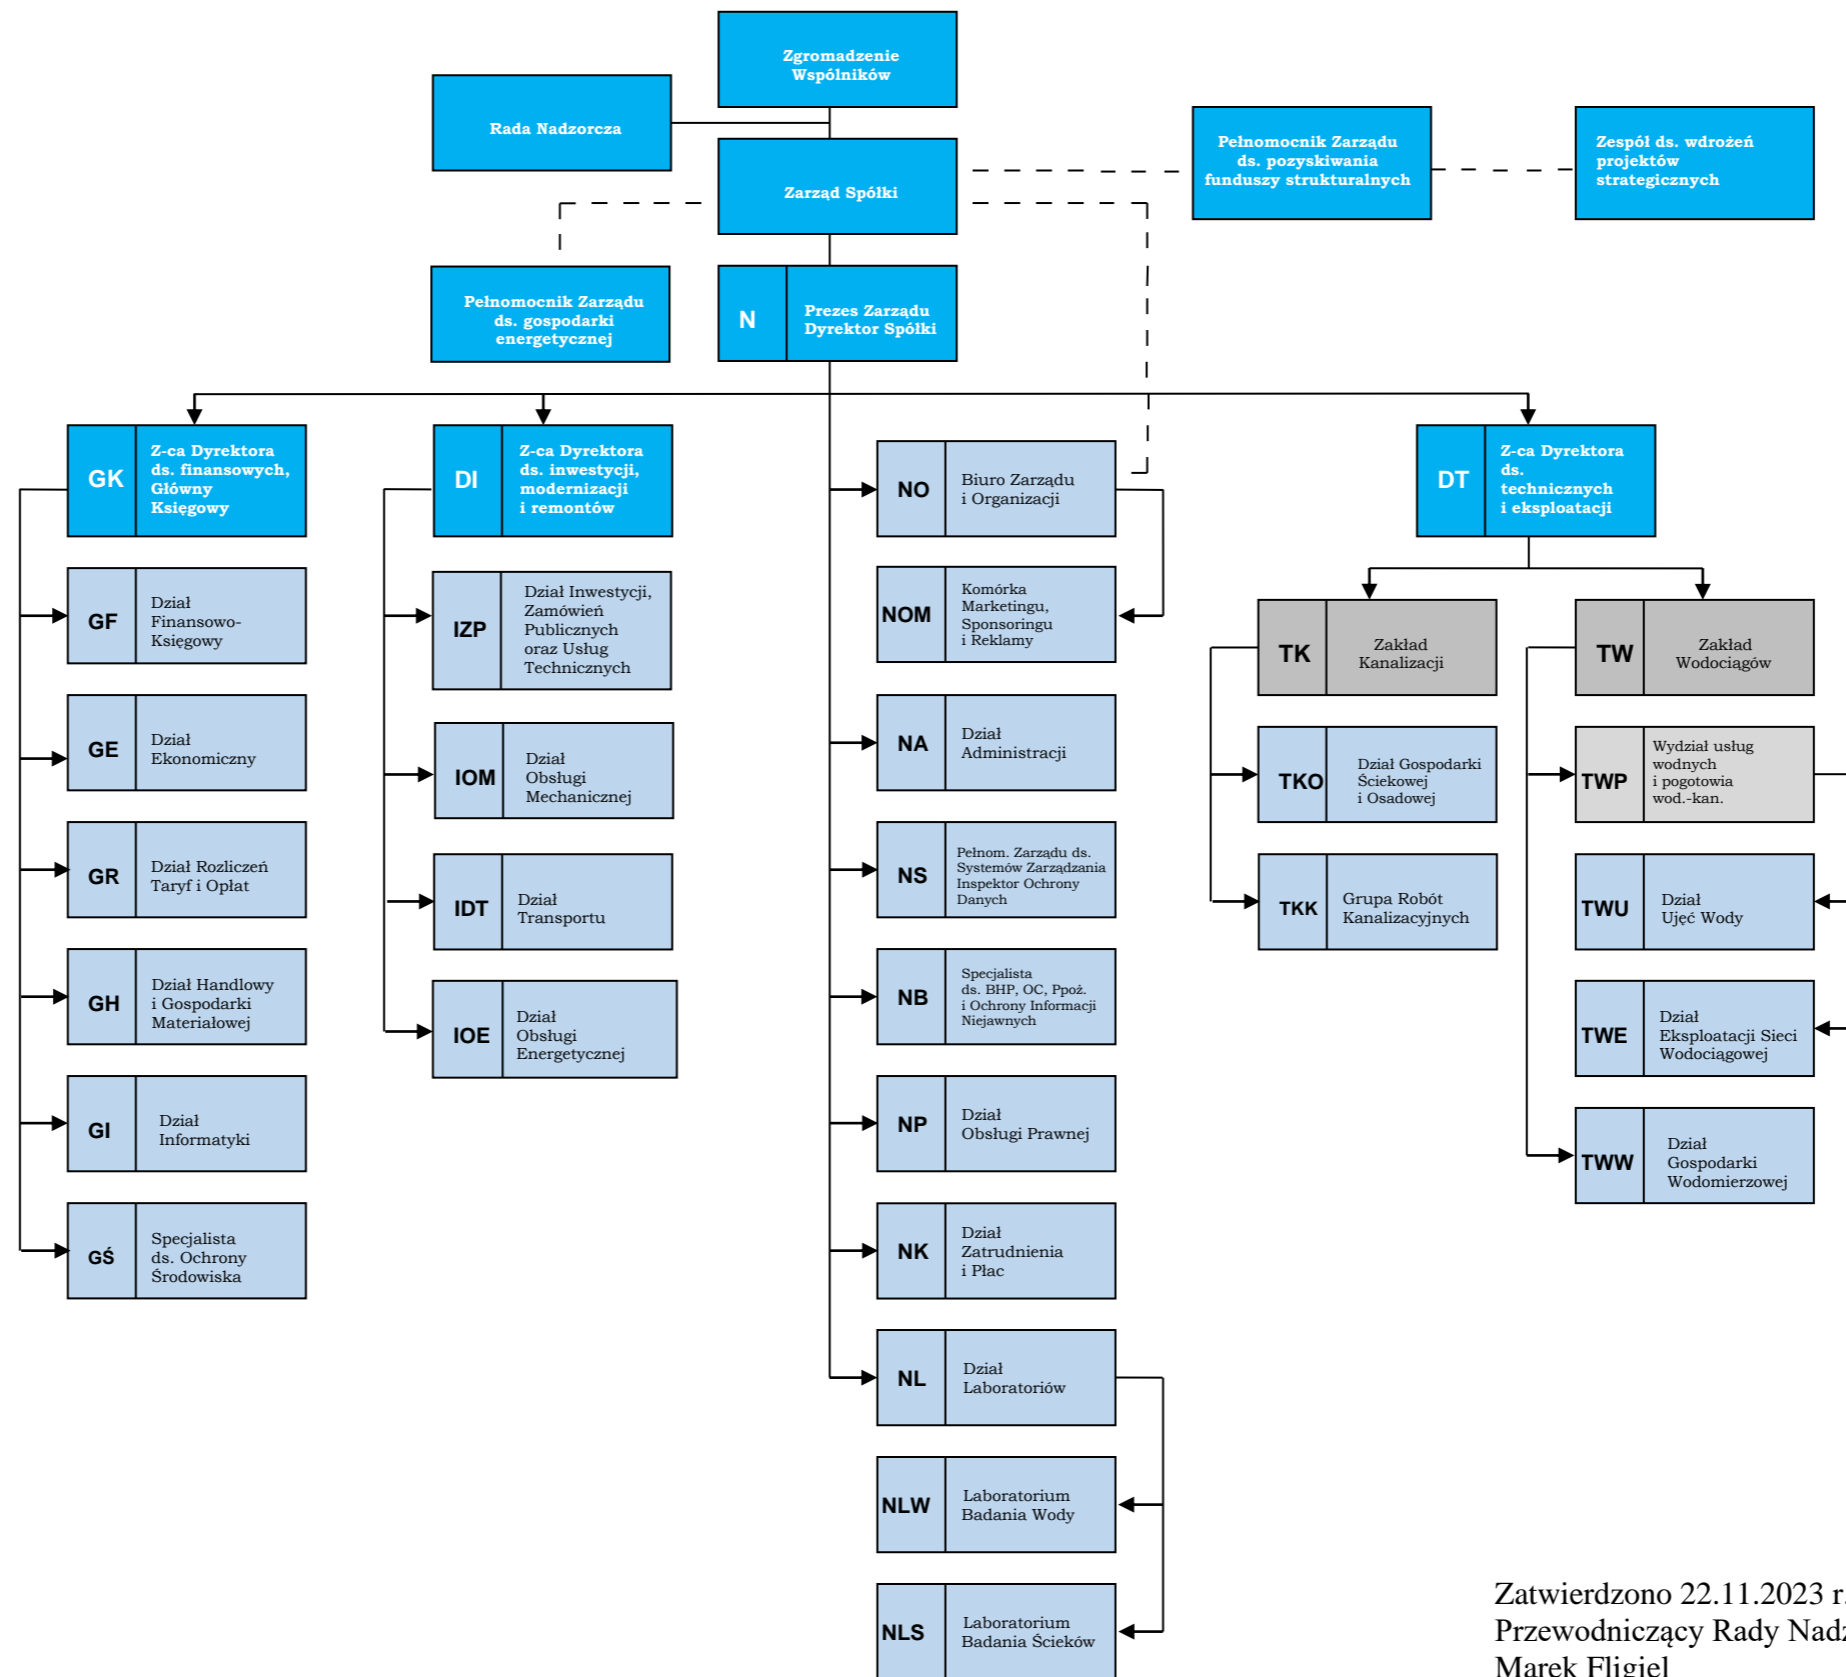 Zgromadzenie
Wspólników
Rada Nadzorcza
Zarząd Spółki
Pełnomocnik Zarządu
ds. pozyskiwania
funduszy strukturalnych
Zespół ds. wdrożeń
projektów
strategicznych
Pełnomocnik Zarządu
ds. gospodarki
energetycznej
N
Prezes Zarządu
Dyrektor Spółki
GK
Z-ca Dyrektora
ds. finansowych,
Główny
Księgowy
GF
Dział
Finansowo-
Księgowy
GE
Dział
Ekonomiczny
GR
Dział Rozliczeń
Taryf i Opłat
GH
Dział Handlowy
i Gospodarki
Materiałowej
GI
Dział
Informatyki
GŚ
Specjalista
ds. Ochrony
Środowiska
DI
Z-ca Dyrektora
ds. inwestycji,
modernizacji
i remontów
IZP
Dział Inwestycji,
Zamówień
Publicznych
oraz Usług
Technicznych
IOM
Dział
Obsługi
Mechanicznej
IDT
Dział
Transportu
IOE
Dział
Obsługi
Energetycznej
NO
Biuro Zarządu
i Organizacji
NOM
Komórka
Marketingu,
Sponsoringu
i Reklamy
NA
Dział
Administracji
NS
Pełnom. Zarządu ds.
Systemów Zarządzania
Inspektor Ochrony
Danych
NB
Specjalista
ds. BHP, OC, Ppoż.
i Ochrony Informacji
Niejawnych
NP
Dział
Obsługi Prawnej
NK
Dział
Zatrudnienia
i Płac
NL
Dział
Laboratoriów
NLW
Laboratorium
Badania Wody
NLS
Laboratorium
Badania Ścieków
DT
Z-ca Dyrektora
ds.
technicznych
i eksploatacji
TK
Zakład
Kanalizacji
TKO
Dział Gospodarki
Ściekowej
i Osadowej
TKK
Grupa Robót
Kanalizacyjnych
TW
Zakład
Wodociągów
TWP
Wydział usług
wodnych
i pogotowia
wod.-kan.
TWU
Dział
Ujęć Wody
TWE
Dział
Eksploatacji Sieci
Wodociągowej
TWW
Dział
Gospodarki
Wodomierzowej
Zatwierdzono 22.11.2023 r.
Przewodniczący Rady
Marek Fligiel